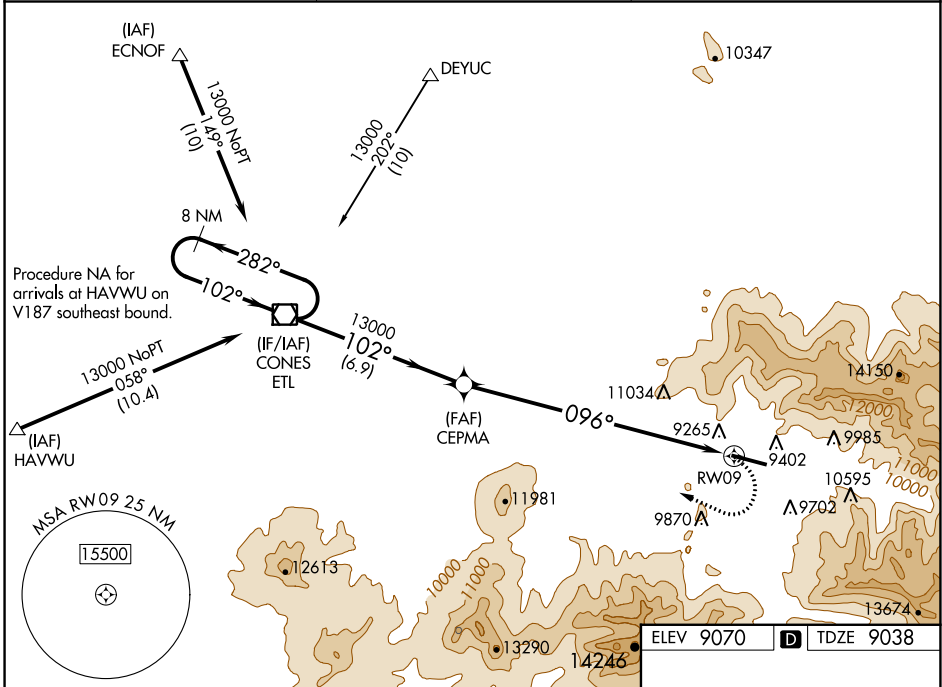 (IAF)
ECNOF
DEYUC
10347
13000 NoPT
149°
(10)
13000
202°
(10)
8 NM
282°
102°
Procedure NA for
arrivals at HAVWU on
V187 southeast bound.
(IF/IAF)
CONES
ETL
13000
102°
(6.9)
13000 NoPT
058°
(10.4)
(IAF)
HAVWU
(FAF)
CEPMA
096°
11034
14150
12000
9265
9402
9985
11000
10000
RW09
10595
9702
9870
11981
MSA RW09 25 NM
15500
12613
10000
11000
13290
14246
13674
ELEV 9070 D TDZE 9038